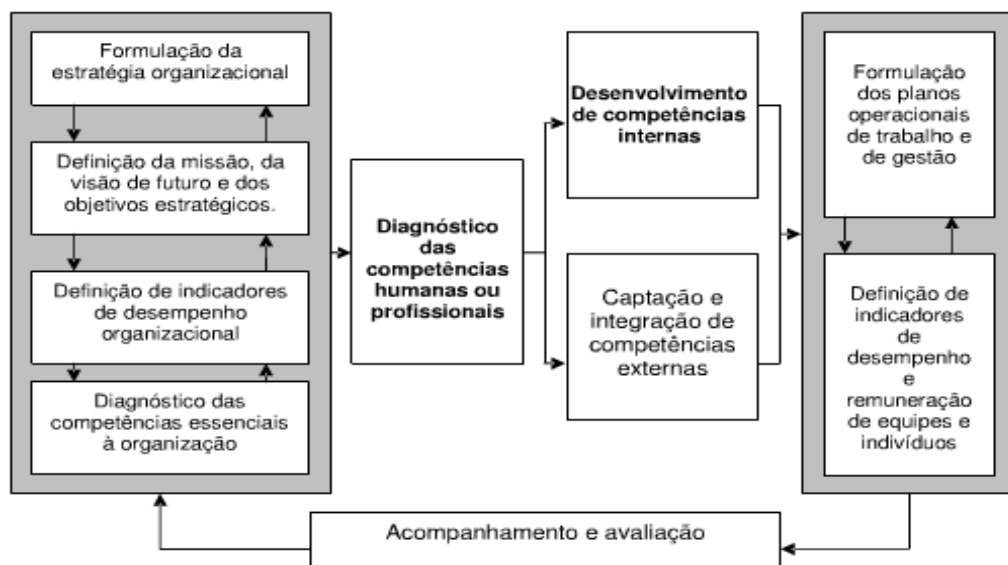 Formulação da
estratégia organizacional
Definição da missão, da
visão de futuro e dos
objetivos estratégicos.
Definição de indicadores
de desempenho
organizacional
Diagnóstico das
competências essenciais
à organização
Diagnóstico
das
competências
humanas ou
profissionais
Desenvolvimento
de competências
internas
Captação e
integração de
competências
externas
Formulação
dos planos
operacionais
de trabalho e
de gestão
Definição de
indicadores
de
desempenho
e
remuneração
de equipes e
indivíduos
Acompanhamento e avaliação